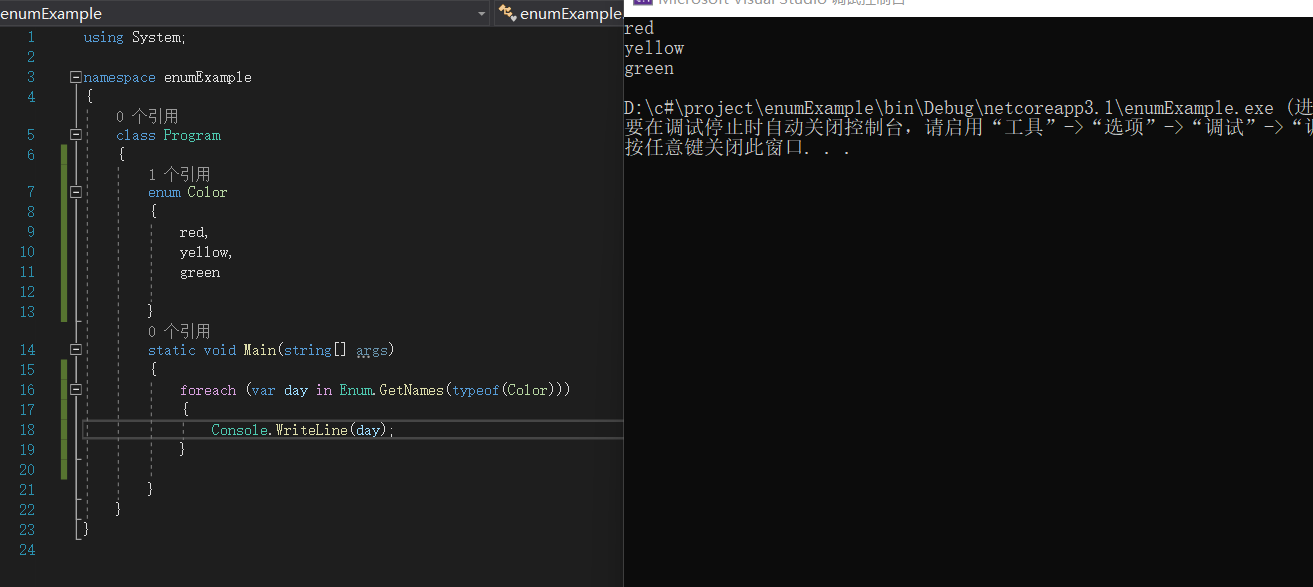 enumExample
enumExample
1 using System;
2
3 namespace enumExample
4 {
0 个引用
5 class Program
6 {
1 个引用
7 enum Color
8 {
9 red,
10 yellow,
11 green
12
13 }
0 个引用
14 static void Main(string[] args)
15 {
16 foreach (var day in Enum.GetNames(typeof(Color)))
17 {
18 Console.WriteLine(day);
19 }
20
21 }
22 }
23 }
24
Microsoft Visual Studio 调试控制台
red
yellow
green
D:\c#\project\enumExample\bin\Debug\netcoreapp3.1\enumExample.exe (进
要在调试停止时自动关闭控制台，请启用“工具”->“选项”->“调试”->“
按任意键关闭此窗口. . .